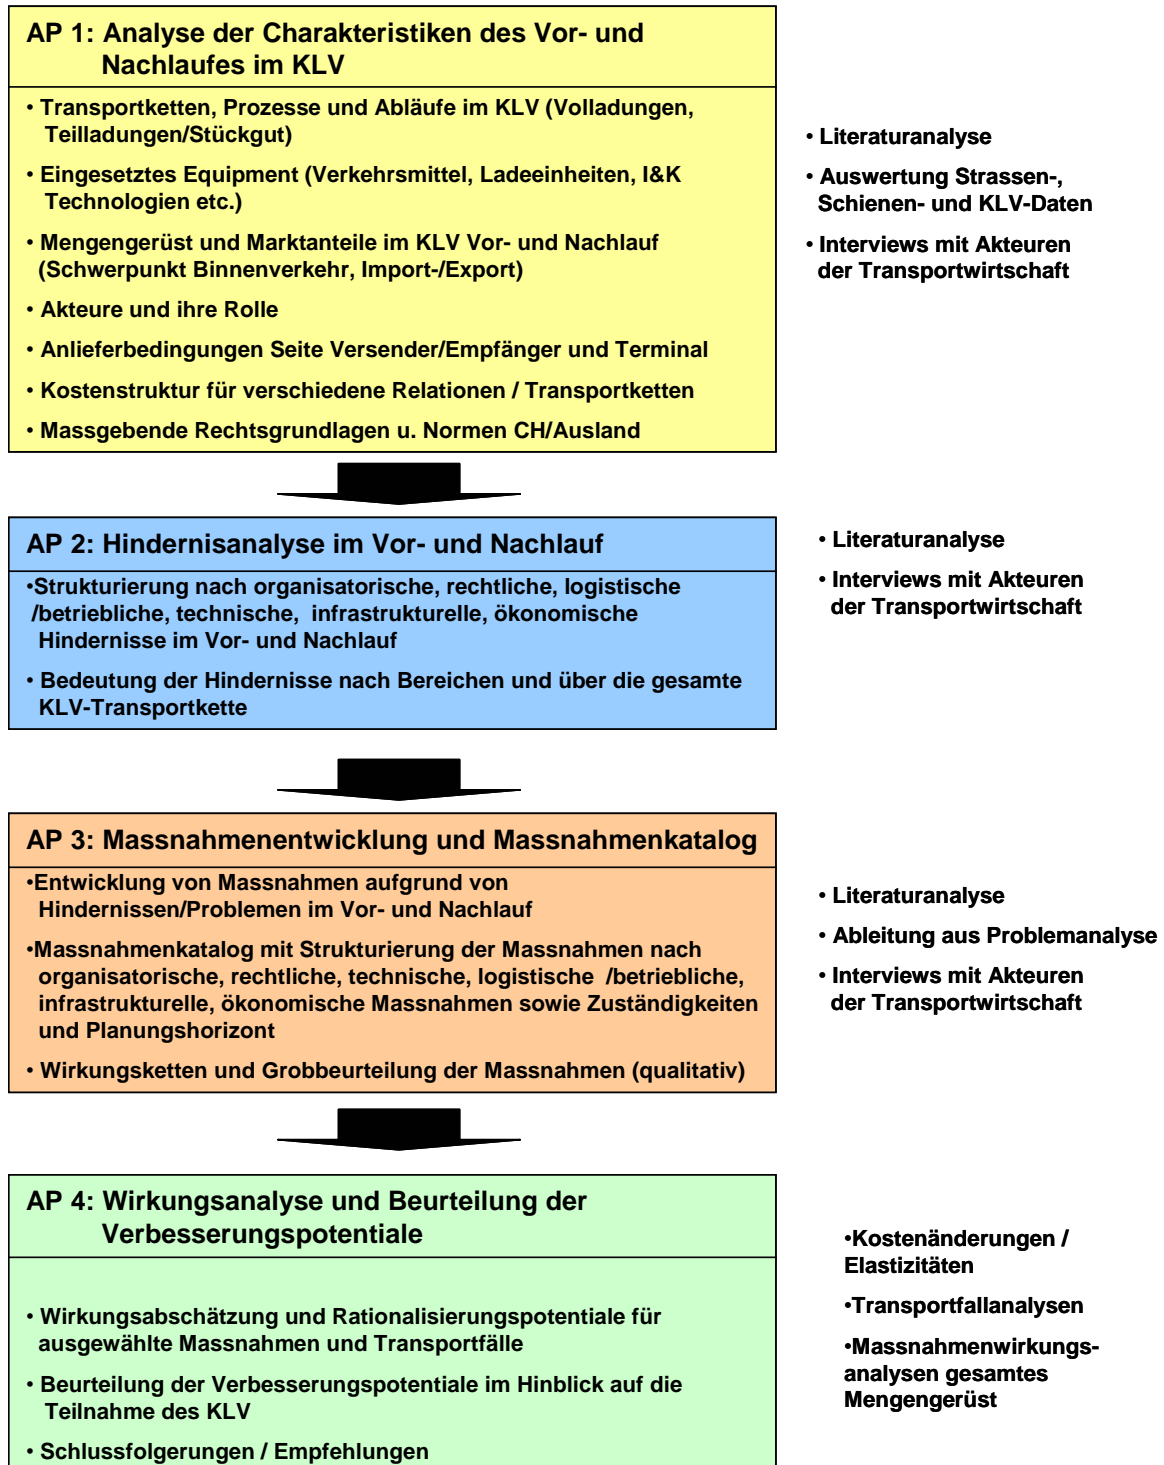 AP 1: Analyse der Charakteristiken des Vor- und
Nachlaufes im KLV
• Transportketten, Prozesse und Abläufe im KLV (Volladungen,
Teilladungen/Stückgut)
• Eingesetztes Equipment (Verkehrsmittel, Ladeeinheiten, I&K
Technologien etc.)
• Mengengerüst und Marktanteile im KLV Vor- und Nachlauf
(Schwerpunkt Binnenverkehr, Import-/Export)
• Akteure und ihre Rolle
• Anlieferbedingungen Seite Versender/Empfänger und Terminal
• Kostenstruktur für verschiedene Relationen / Transportketten
• Massgebende Rechtsgrundlagen u. Normen CH/Ausland
• Literaturanalyse
• Auswertung Strassen-,
Schienen- und KLV-Daten
• Interviews mit Akteuren
der Transportwirtschaft
AP 2: Hindernisanalyse im Vor- und Nachlauf
•Strukturierung nach organisatorische, rechtliche, logistische
/betriebliche, technische, infrastrukturelle, ökonomische
Hindernisse im Vor- und Nachlauf
• Bedeutung der Hindernisse nach Bereichen und über die gesamte
KLV-Transportkette
• Literaturanalyse
• Interviews mit Akteuren
der Transportwirtschaft
AP 3: Massnahmenentwicklung und Massnahmenkatalog
•Entwicklung von Massnahmen aufgrund von
Hindernissen/Problemen im Vor- und Nachlauf
•Massnahmenkatalog mit Strukturierung der Massnahmen nach
organisatorische, rechtliche, technische, logistische /betriebliche,
infrastrukturelle, ökonomische Massnahmen sowie Zuständigkeiten
und Planungshorizont
• Wirkungsketten und Grobbeurteilung der Massnahmen (qualitativ)
• Literaturanalyse
• Ableitung aus Problemanalyse
• Interviews mit Akteuren
der Transportwirtschaft
AP 4: Wirkungsanalyse und Beurteilung der
Verbesserungspotentiale
• Wirkungsabschätzung und Rationalisierungspotentiale für
ausgewählte Massnahmen und Transportfälle
• Beurteilung der Verbesserungspotentiale im Hinblick auf die
Teilnahme des KLV
• Schlussfolgerungen / Empfehlungen
•Kostenänderungen /
Elastizitäten
•Transportfallanalysen
•Massnahmenwirkungs-
analysen gesamtes
Mengengerüst